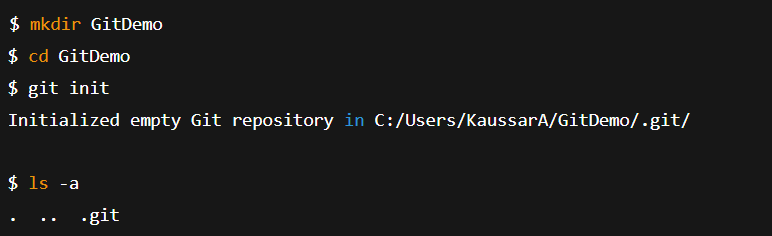 $ mkdir GitDemo
$ cd GitDemo
$ git init
Initialized empty Git repository in C:/Users/KaussarA/GitDemo/.git/
$ ls -a
.  ..  .git